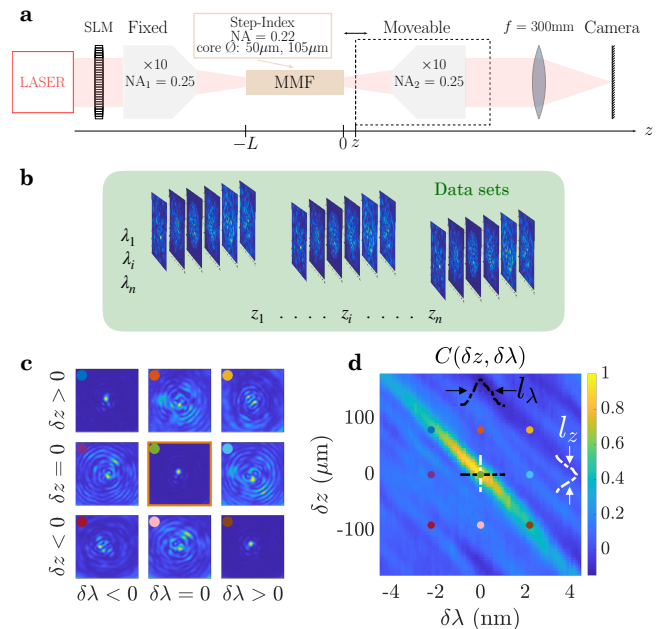 a
SLM
Fixed
Step-Index
NA = 0.22
core Ø: 50μm, 105μm
Moveable
f = 300mm
Camera
LASER
×10
NA₁ = 0.25
MMF
×10
NA₂ = 0.25
−L
0
z
z
b
Data sets
λ₁
λᵢ
λₙ
z₁ . . . . zᵢ . . . . zₙ
c
δz > 0
δz = 0
δz < 0
δλ < 0
δλ = 0
δλ > 0
d
C(δz, δλ)
l_λ
l_z
100
0
-100
δz (μm)
-4
-2
0
2
4
δλ (nm)
1
0.8
0.6
0.4
0.2
0